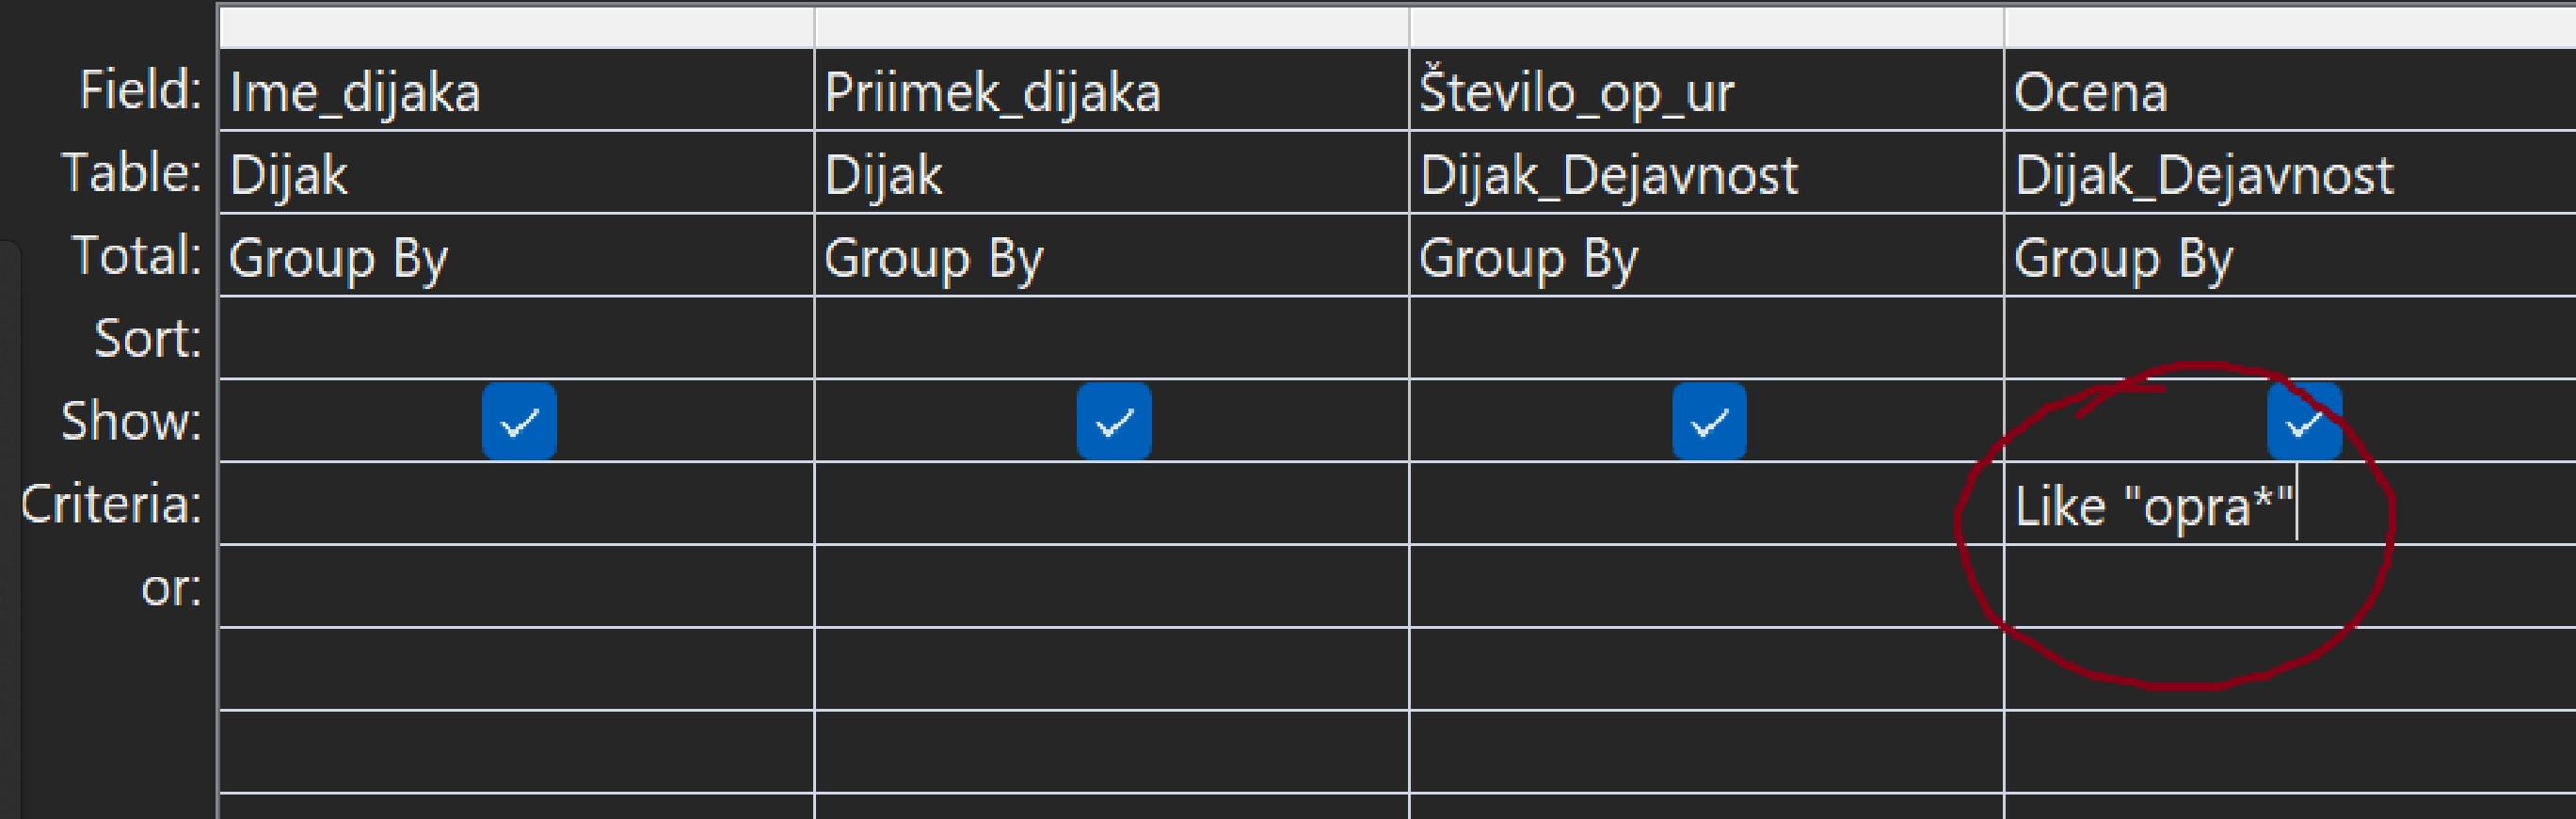 Field: Ime_dijaka Priimek_dijaka Število_op_ur Ocena
Table: Dijak Dijak Dijak_Dejavnost Dijak_Dejavnost
Total: Group By Group By Group By Group By
Sort:
Show:
Criteria: Like "opra*"
or: